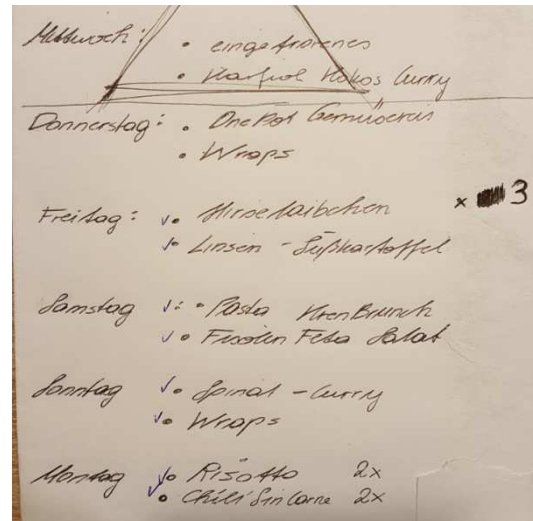 Mittwoch: • eingefrorenes
• Karfiol Kokos Curry
Donnerstag: • One Pot Gemüsereis
• Wraps
Freitag: • Hirselaibchen x 3
• Linsen - Süßkartoffel
Samstag : • Pasta Kren Brunch
• Fisolen Feta Salat
Sonntag • Spinat - Curry
• Wraps
Montag • Risotto 2x
• Chili Sin Carne 2x